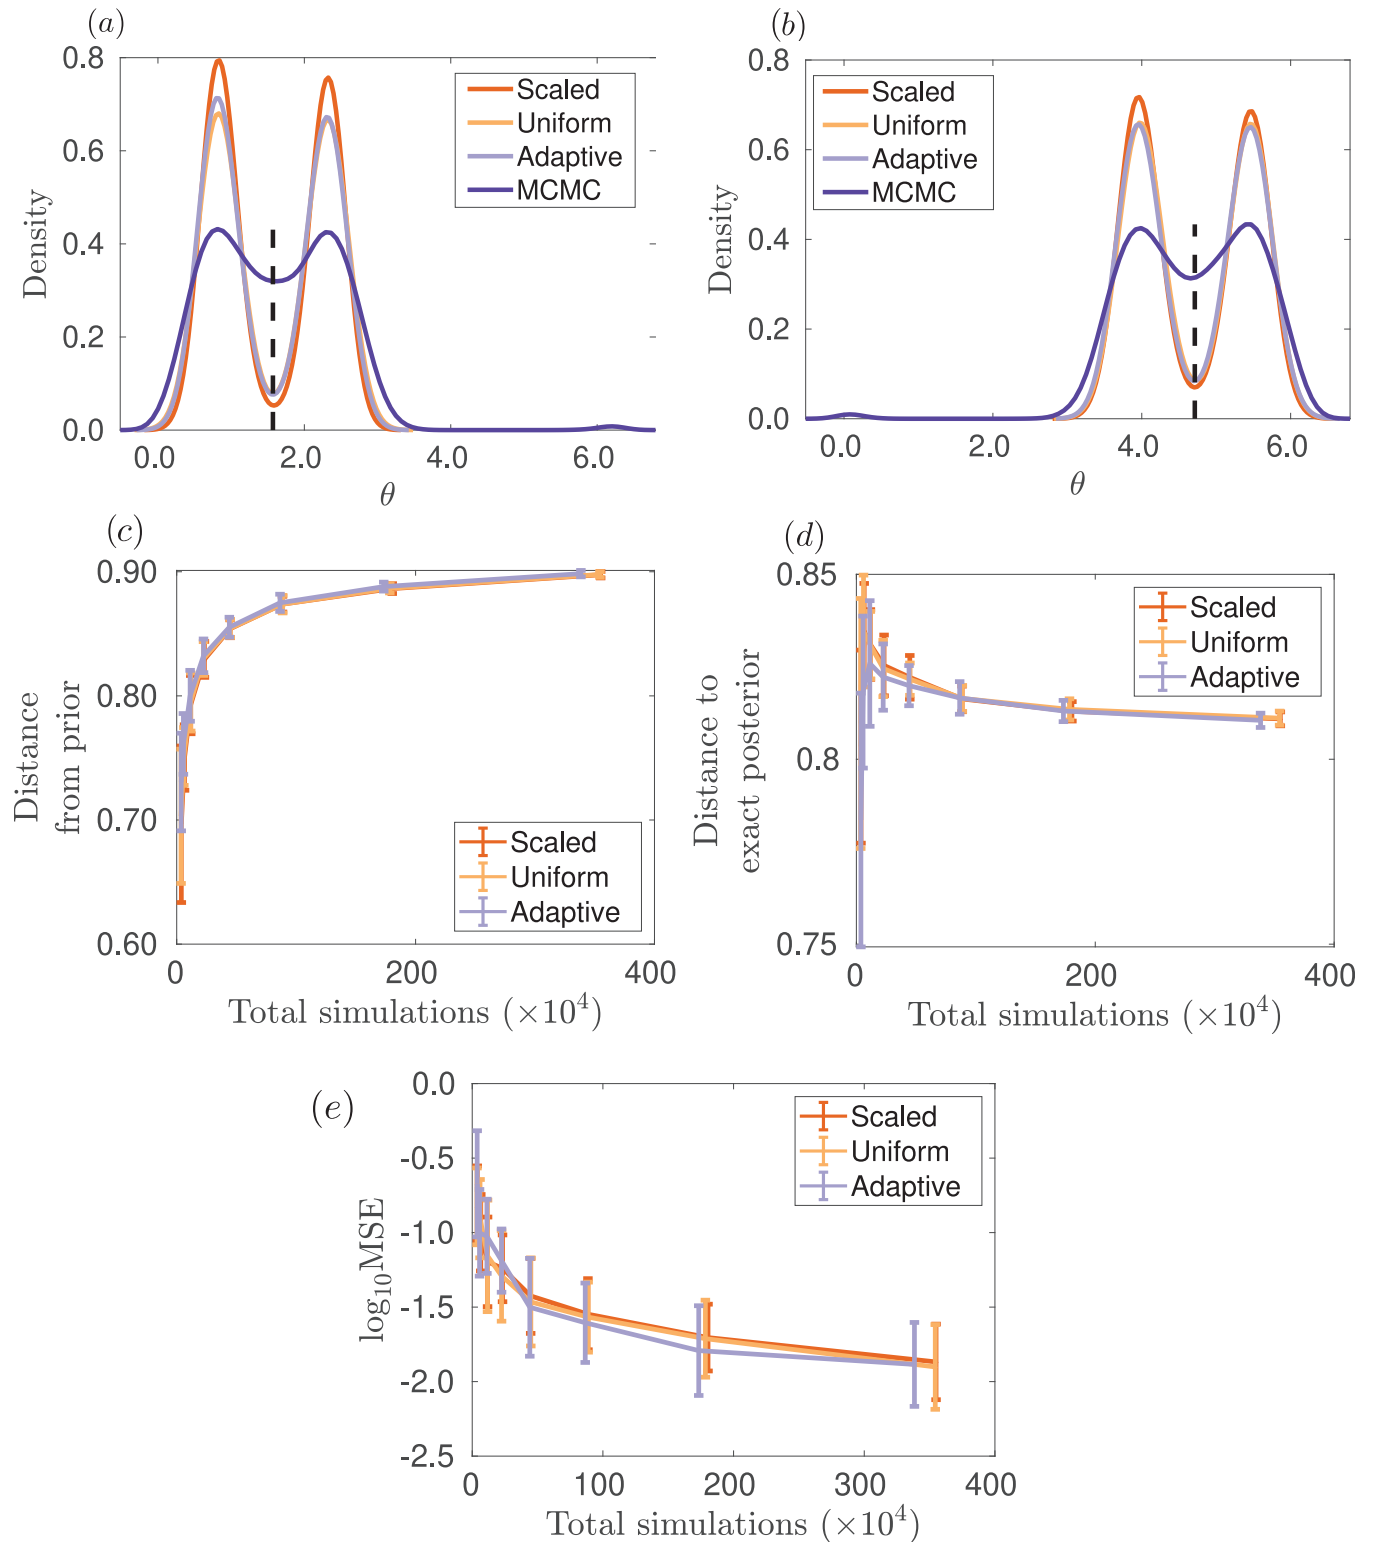 (a)
0.8
0.6
0.4
0.2
0.0
Density
Scaled
Uniform
Adaptive
MCMC
0.0 2.0 4.0 6.0
θ
(b)
0.8
0.6
0.4
0.2
0.0
Density
Scaled
Uniform
Adaptive
MCMC
0.0 2.0 4.0 6.0
θ
(c)
0.90
0.80
0.70
0.60
Distance
from prior
Scaled
Uniform
Adaptive
0 200 400
Total simulations (×10⁴)
(d)
0.85
0.8
0.75
Distance to
exact posterior
Scaled
Uniform
Adaptive
0 200 400
Total simulations (×10⁴)
(e)
0.0
-0.5
-1.0
-1.5
-2.0
-2.5
log₁₀MSE
Scaled
Uniform
Adaptive
0 100 200 300 400
Total simulations (×10⁴)